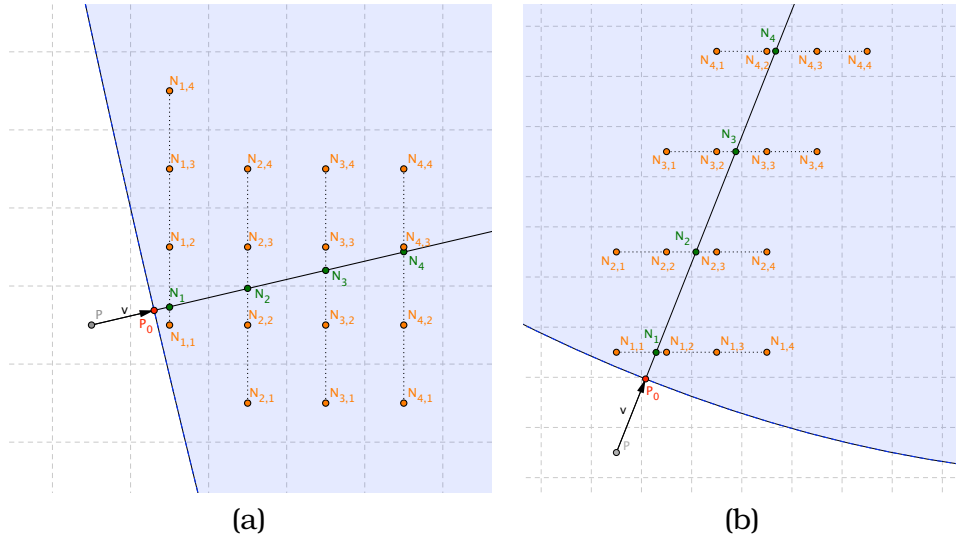 N1,4
N1,3
N2,4
N3,4
N4,4
N1,2
N2,3
N3,3
N4,3
N4
N3
N2
N1
P
v
P0
N1,1
N2,2
N3,2
N4,2
N2,1
N3,1
N4,1
(a)
N4
N4,1
N4,2
N4,3
N4,4
N3
N3,1
N3,2
N3,3
N3,4
N2
N2,1
N2,2
N2,3
N2,4
N1
N1,1
N1,2
N1,3
N1,4
P0
v
P
(b)